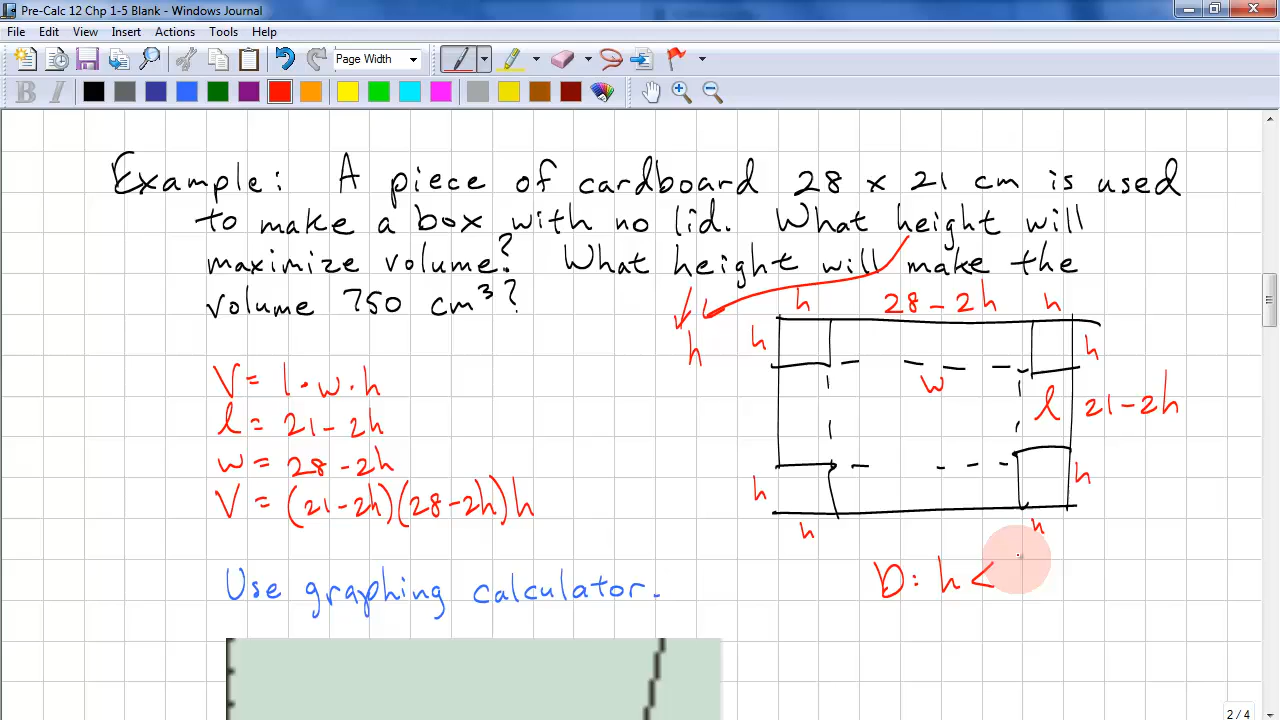 Pre-Calc 12 Chp 1-5 Blank - Windows Journal
File Edit View Insert Actions Tools Help
Page Width
B I
Example: A piece of cardboard 28 x 21 cm is used
to make a box with no lid. What height will
maximize volume? What height will make the
volume 750 cm³?
h 28-2h h
h h
h
w
V = l · w · h
l 21-2h
l = 21-2h
w = 28-2h
h
h
V = (21-2h)(28-2h)h
h h
D: h <
Use graphing calculator.
2 / 4